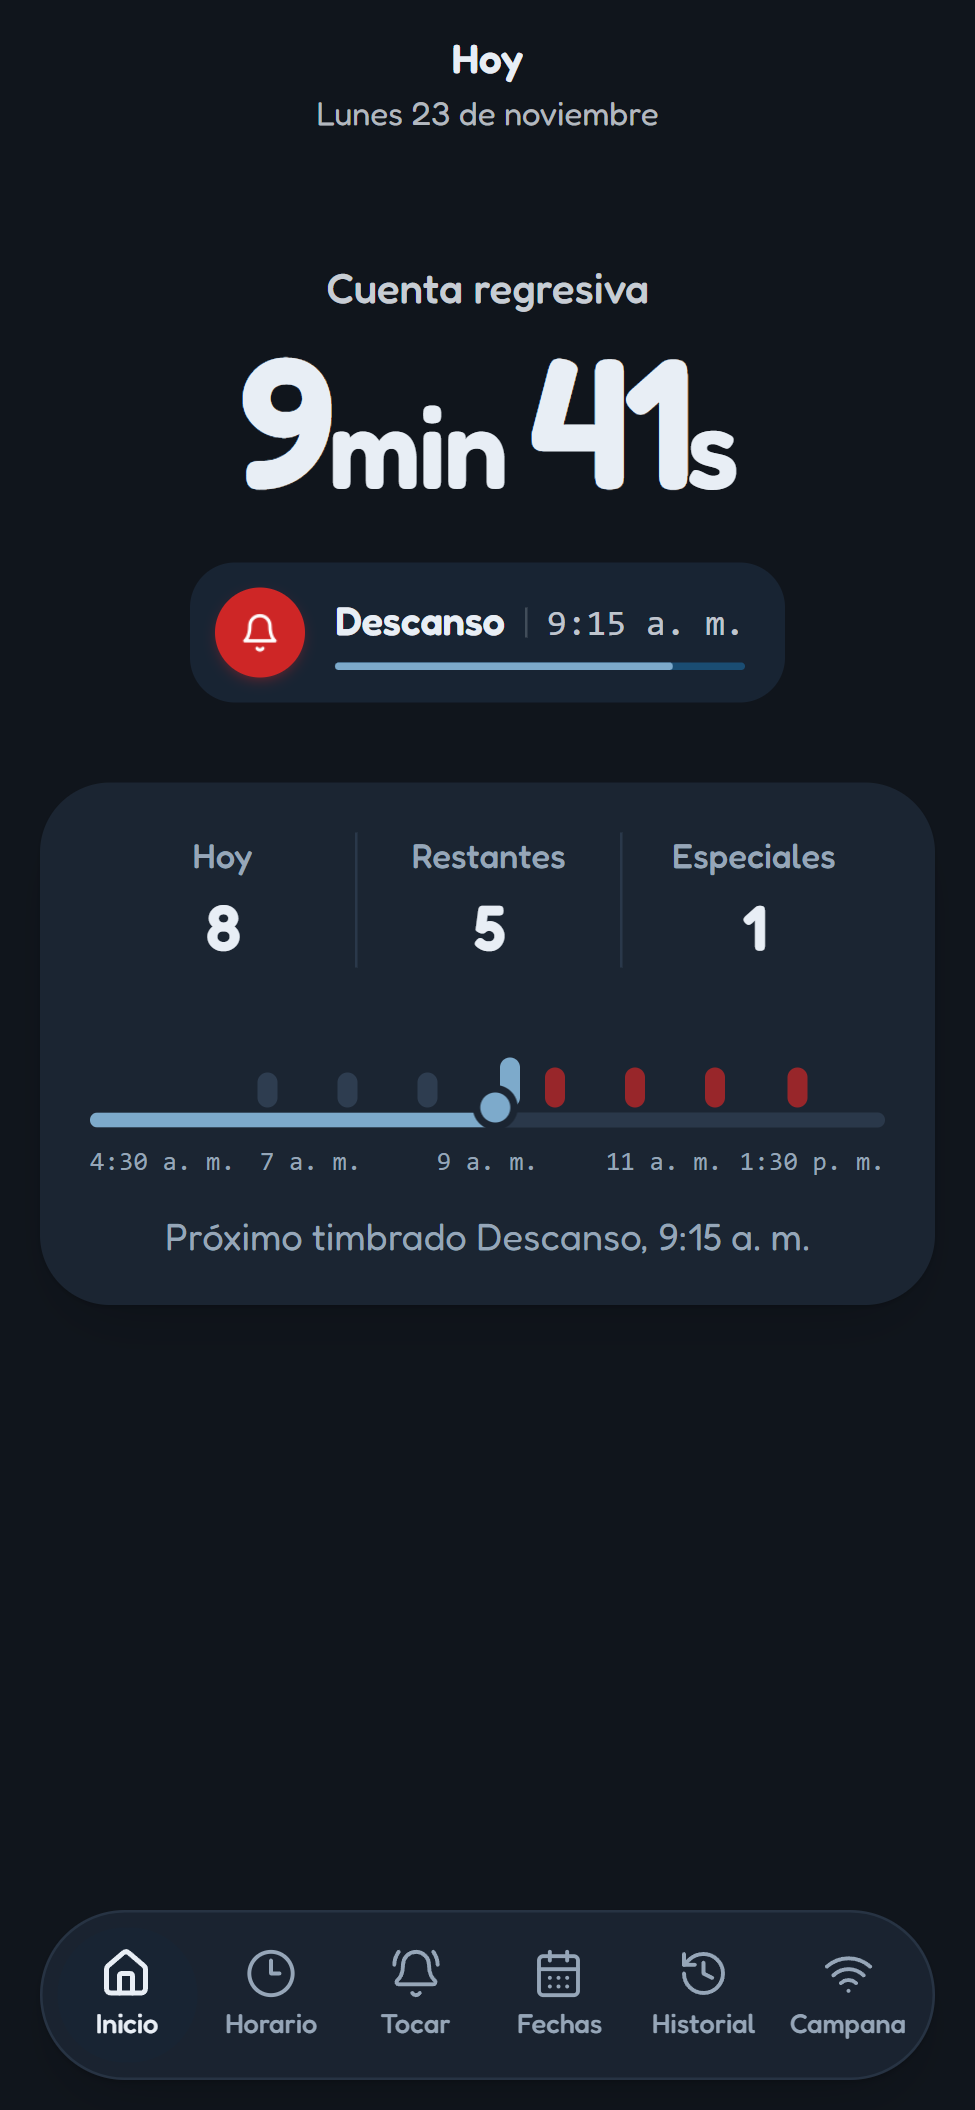 Hoy
Lunes 23 de noviembre
Cuenta regresiva
9min 41s
Descanso | 9:15 a. m.
Hoy Restantes Especiales
8 5 1
4:30 a. m. 7 a. m. 9 a. m. 11 a. m. 1:30 p. m.
Próximo timbrado Descanso, 9:15 a. m.
Inicio Horario Tocar Fechas Historial Campana